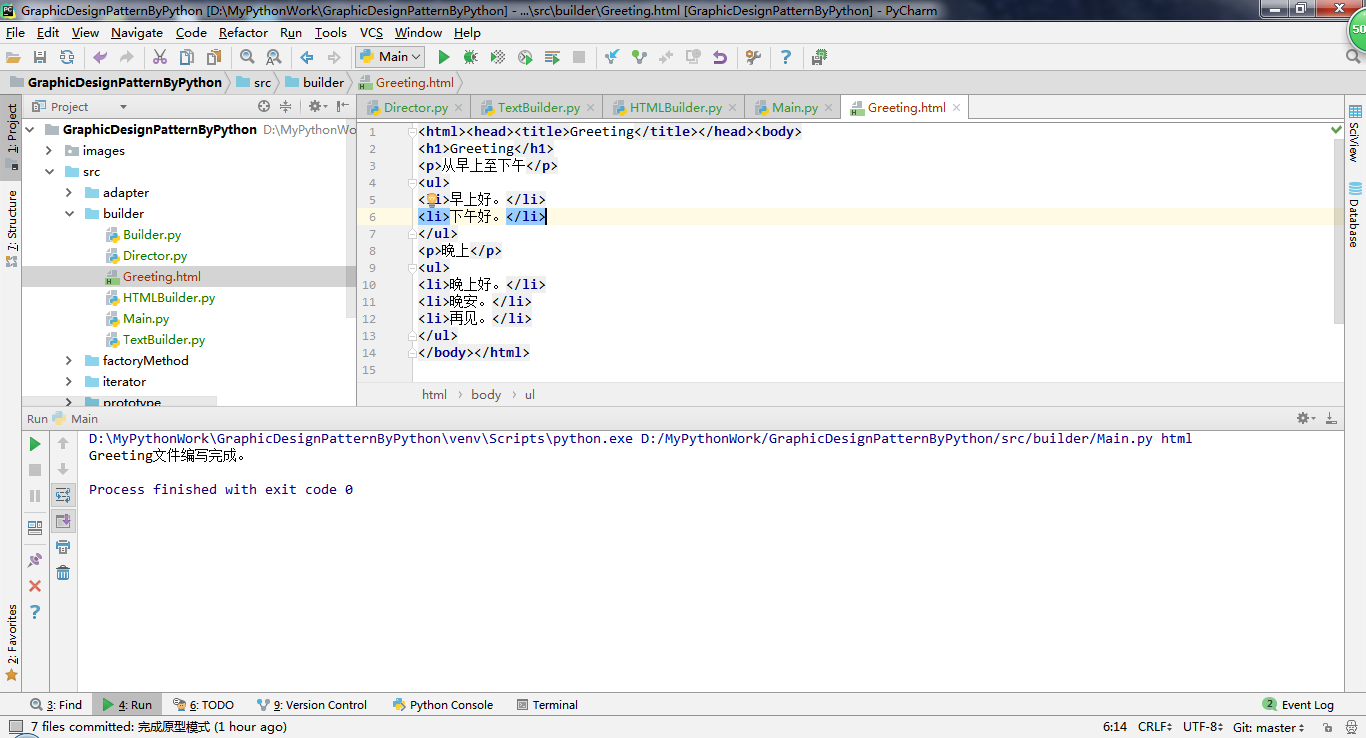 GraphicDesignPatternByPython [D:\MyPythonWork\GraphicDesignPatternByPython] - ...\src\builder\Greeting.html [GraphicDesignPatternByPython] - PyCharm
File Edit View Navigate Code Refactor Run Tools VCS Window Help
50
Main
GraphicDesignPatternByPython src builder Greeting.html
Project
Director.py TextBuilder.py HTMLBuilder.py Main.py Greeting.html
1: Project
7: Structure
2: Favorites
GraphicDesignPatternByPython D:\MyPythonWo
images
src
adapter
builder
Builder.py
Director.py
Greeting.html
HTMLBuilder.py
Main.py
TextBuilder.py
factoryMethod
iterator
prototype
1 <html><head><title>Greeting</title></head><body>
2 <h1>Greeting</h1>
3 <p>从早上至下午</p>
4 <ul>
5 <li>早上好。</li>
6 <li>下午好。</li>
7 </ul>
8 <p>晚上</p>
9 <ul>
10 <li>晚上好。</li>
11 <li>晚安。</li>
12 <li>再见。</li>
13 </ul>
14 </body></html>
15
html body ul
SciView
Database
Run Main
D:\MyPythonWork\GraphicDesignPatternByPython\venv\Scripts\python.exe D:/MyPythonWork/GraphicDesignPatternByPython/src/builder/Main.py html
Greeting文件编写完成。
Process finished with exit code 0
3: Find 4: Run 6: TODO 9: Version Control Python Console Terminal 2 Event Log
7 files committed: 完成原型模式 (1 hour ago) 6:14 CRLF UTF-8 Git: master